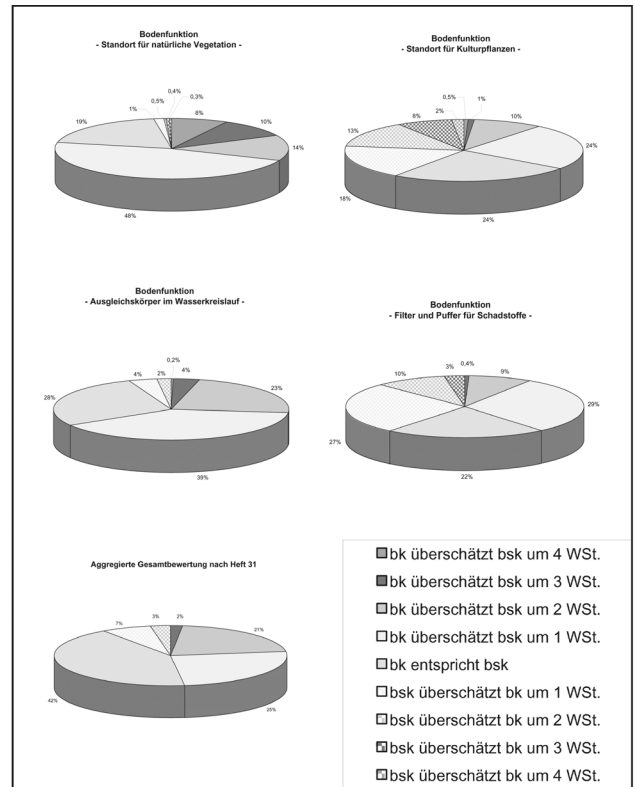 Bodenfunktion
- Standort für natürliche Vegetation -
0,4%
0,3%
0,5%
1%
8%
19%
10%
14%
48%
Bodenfunktion
- Standort für Kulturpflanzen -
0,5%
1%
2%
8%
10%
13%
24%
18%
24%
Bodenfunktion
- Ausgleichskörper im Wasserkreislauf -
0,2%
4%
2%
4%
28%
23%
39%
Bodenfunktion
- Filter und Puffer für Schadstoffe -
0,4%
3%
9%
10%
29%
27%
22%
Aggregierte Gesamtbewertung nach Heft 31
3%
2%
7%
21%
42%
25%
bk überschätzt bsk um 4 WSt.
bk überschätzt bsk um 3 WSt.
bk überschätzt bsk um 2 WSt.
bk überschätzt bsk um 1 WSt.
bk entspricht bsk
bsk überschätzt bk um 1 WSt.
bsk überschätzt bk um 2 WSt.
bsk überschätzt bk um 3 WSt.
bsk überschätzt bk um 4 WSt.